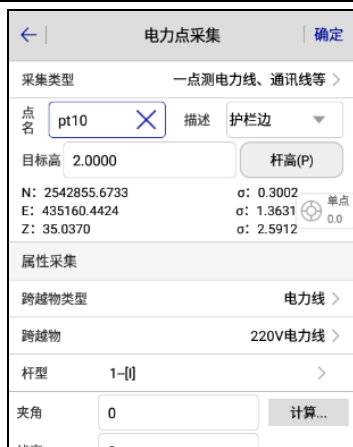 电力点采集 确定
采集类型 一点测电力线、通讯线等
点名 pt10 描述 护栏边
目标高 2.0000 杆高(P)
N: 2542855.6733 σ: 0.3002
E: 435160.4424 σ: 1.3631
Z: 35.0370 σ: 2.5912
单点
0.0
属性采集
跨越物类型 电力线
跨越物 220V电力线
杆型 1-[I]
夹角 0 计算...